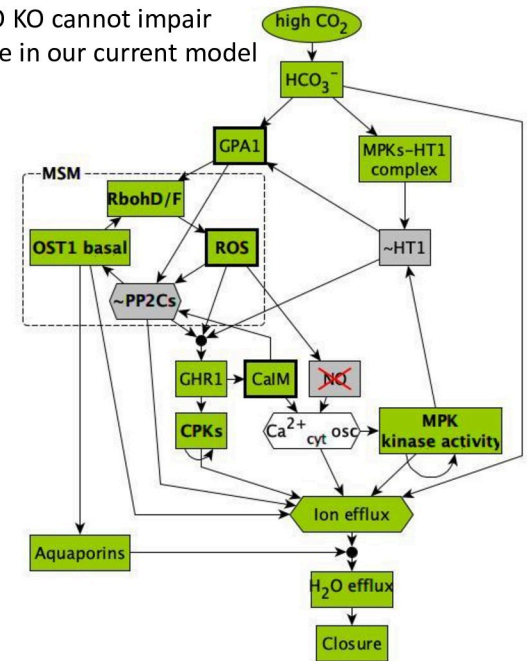 KO cannot impair
e in our current model
high CO₂
HCO₃⁻
GPA1
MPKs-HT1
complex
MSM
RbohD/F
OST1 basal
ROS
~HT1
~PP2Cs
GHR1
CaIM
NO
CPKs
Ca²⁺cyt osc
MPK
kinase activity
Ion efflux
Aquaporins
H₂O efflux
Closure